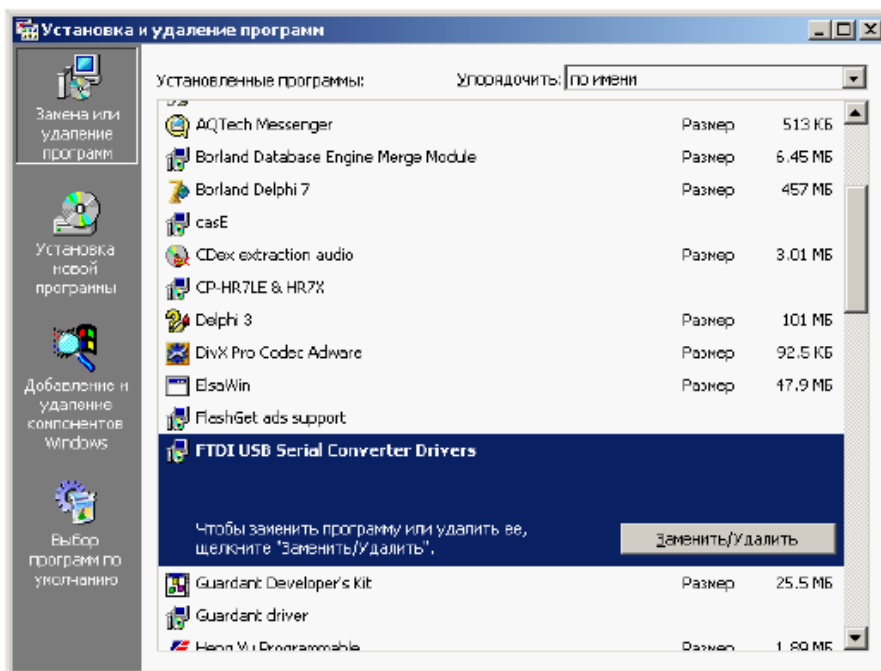 Установка и удаление программ
Замена или
удаление
программ
Установка
новой
программы
Добавление и
удаление
компонентов
Windows
Выбор
программ по
умолчанию
Установленные программы: Упорядочить: по имени
AQTech Messenger Размер 513 КБ
Borland Database Engine Merge Module Размер 6.45 МБ
Borland Delphi 7 Размер 457 МБ
casE
CDex extraction audio Размер 3.01 МБ
CP-HR7LE & HR7X
Delphi 3 Размер 101 МБ
DivX Pro Codec Adware Размер 92.5 КБ
ElsaWin Размер 47.9 МБ
FlashGet ads support
FTDI USB Serial Converter Drivers
Чтобы заменить программу или удалить ее,
щелкните "Заменить/Удалить".
Заменить/Удалить
Guardant Developer's Kit Размер 25.5 МБ
Guardant driver
Heng Yu Programmable Размер 1.89 МБ